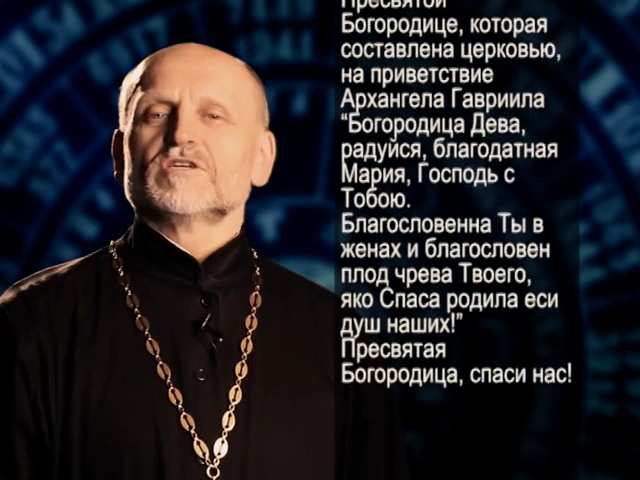 Пресвятой
Богородице, которая
составлена церковью,
на приветствие
Архангела Гавриила
“Богородица Дева,
радуйся, благодатная
Мария, Господь с
Тобою.
Благословенна Ты в
женах и благословен
плод чрева Твоего,
яко Спаса родила еси
душ наших!”
Пресвятая
Богородица, спаси нас!